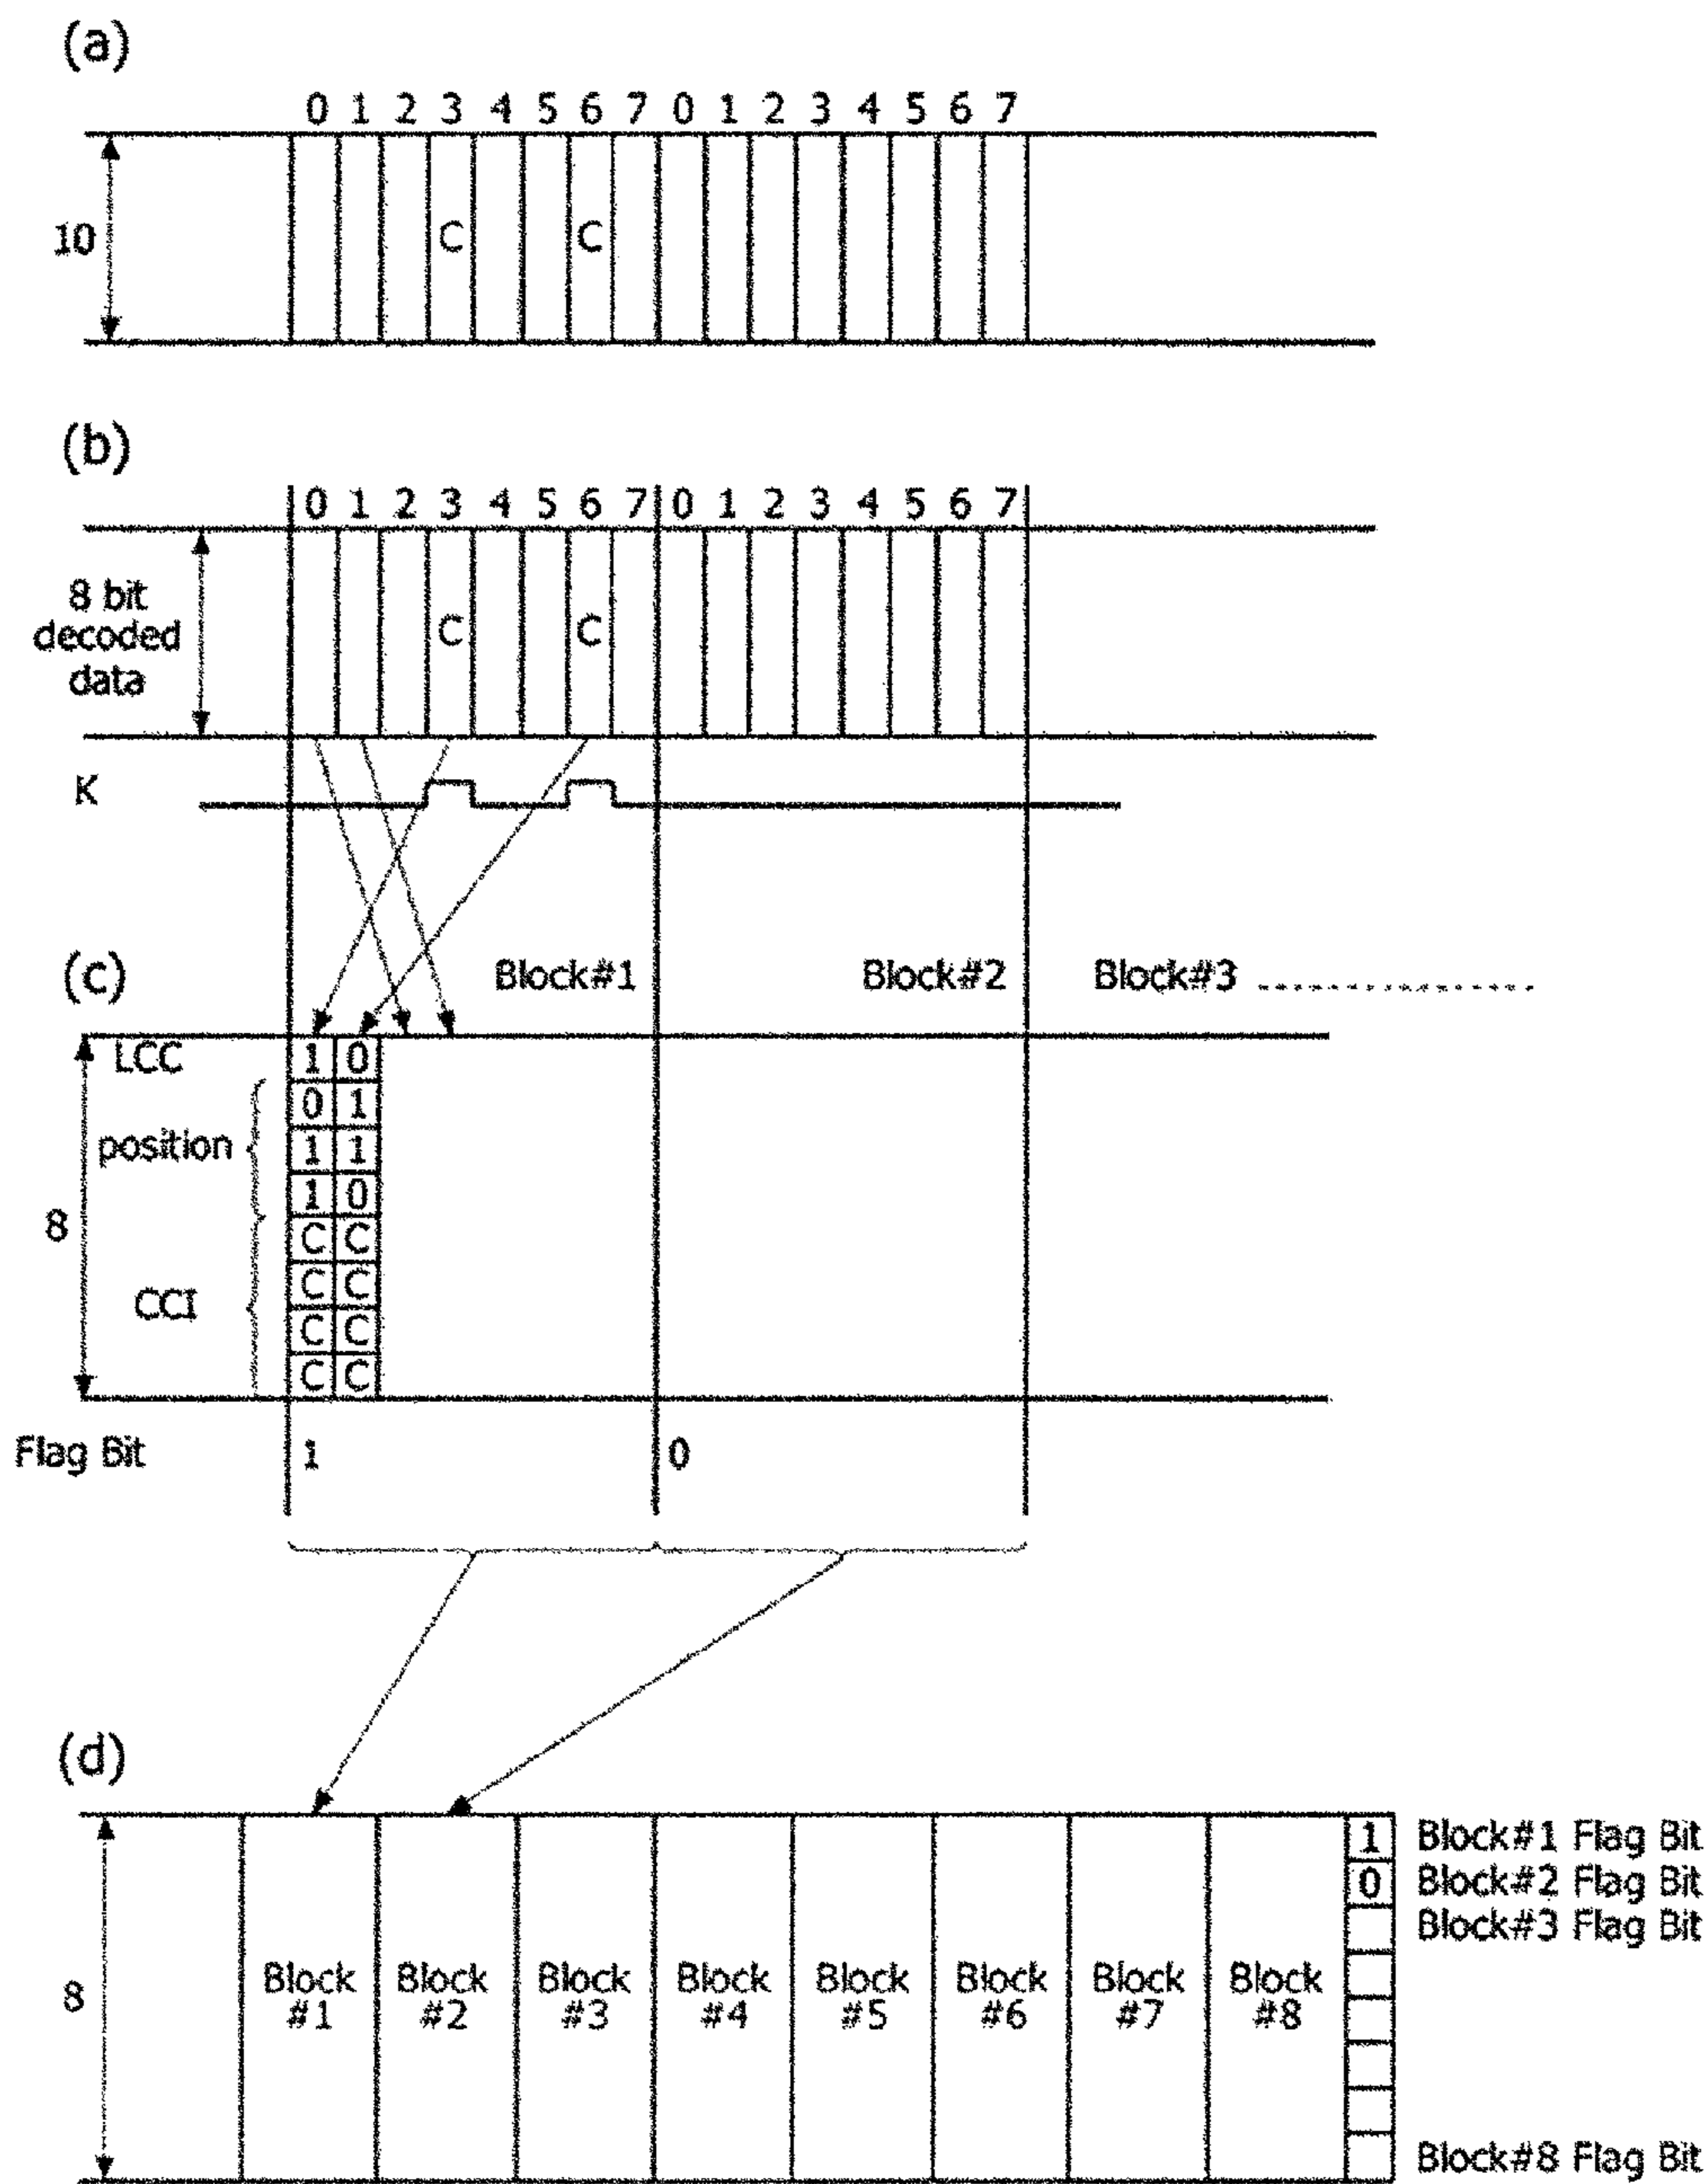 (a)
0 1 2 3 4 5 6 7 0 1 2 3 4 5 6 7
10
C C
(b)
0 1 2 3 4 5 6 7 0 1 2 3 4 5 6 7
8 bit
decoded
data
C C
K
(c)
Block#1 Block#2 Block#3
LCC 1 0
0 1
position 1 1
1 0
8
C C
C C
CCI
C C
C C
Flag Bit 1 0
(d)
1 Block#1 Flag Bit
0 Block#2 Flag Bit
Block#3 Flag Bit
8
Block Block Block Block Block Block Block Block
#1 #2 #3 #4 #5 #6 #7 #8
Block#8 Flag Bit